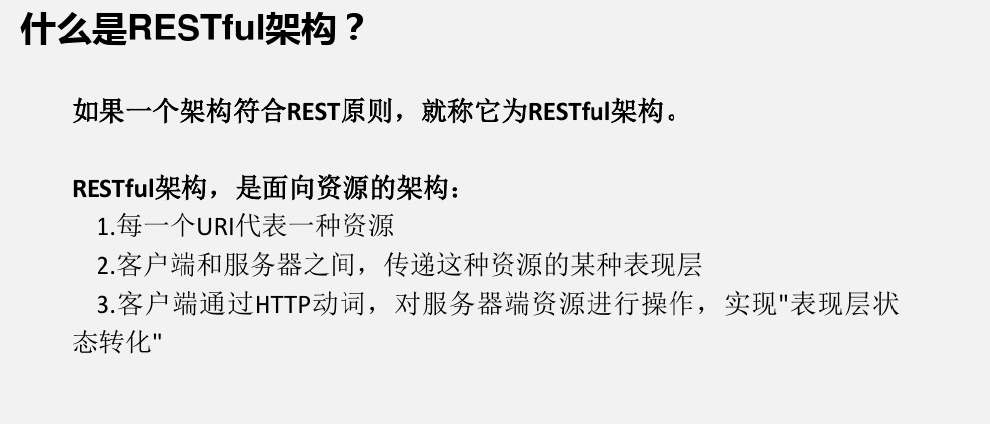 什么是RESTful架构？
如果一个架构符合REST原则，就称它为RESTful架构。
RESTful架构，是面向资源的架构：
1.每一个URI代表一种资源
2.客户端和服务器之间，传递这种资源的某种表现层
3.客户端通过HTTP动词，对服务器端资源进行操作，实现"表现层状
态转化"